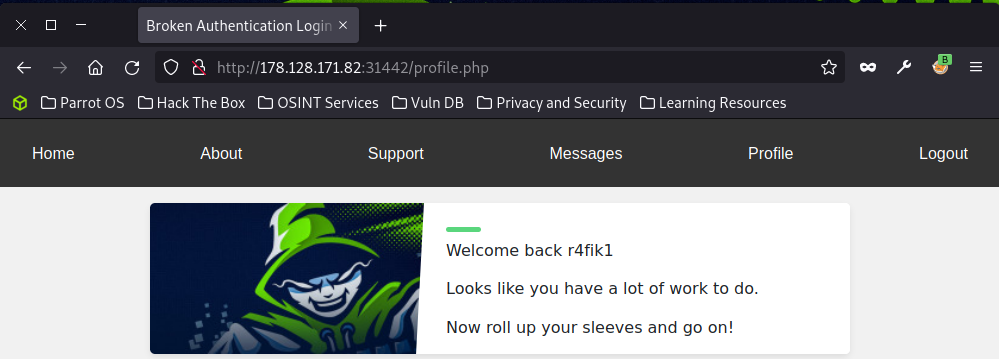 Broken Authentication Login
http://178.128.171.82:31442/profile.php
B
Parrot OS Hack The Box OSINT Services Vuln DB Privacy and Security Learning Resources
Home About Support Messages Profile Logout
Welcome back r4fik1
Looks like you have a lot of work to do.
Now roll up your sleeves and go on!